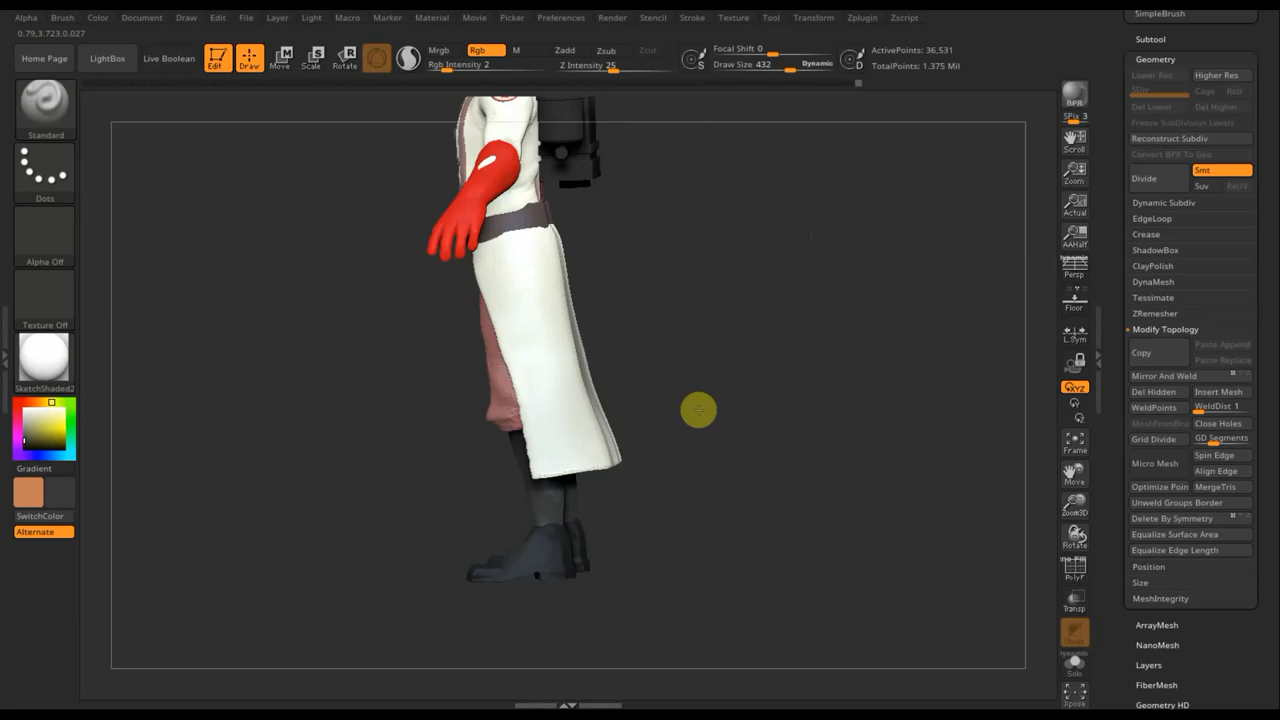 Alpha Brush Color Document Draw Edit File Layer Light Macro Marker Material Movie Picker Preferences Render Stencil Stroke Texture Tool Transform Zplugin Zscript
0.79,3.723,0.027
Home Page
LightBox
Live Boolean
Edit
Draw
Move
Scale
Rotate
Mrgb Rgb M
Rgb Intensity 2
Zadd Zsub Zcut
Z Intensity 25
S
Focal Shift 0
Draw Size 432 Dynamic
D
ActivePoints: 36,531
TotalPoints: 1.375 Mil
Standard
Dots
Alpha Off
Texture Off
SketchShaded2
Gradient
SwitchColor
Alternate
BPR
SPix 3
Scroll
Zoom
Actual
AAHalf
Dynamic
Persp
Floor
L.Sym
XYZ
Frame
Move
Zoom3D
Rotate
PolyF
Transp
Dynamic
Solo
Xpose
SimpleBrush
Subtool
Geometry
Lower Res Higher Res
SDiv Cage Rstr
Del Lower Del Higher
Freeze SubDivision Levels
Reconstruct Subdiv
Convert BPR To Geo
Divide Smt
Suv ReUV
Dynamic Subdiv
EdgeLoop
Crease
ShadowBox
ClayPolish
DynaMesh
Tessimate
ZRemesher
Modify Topology
Copy Paste Append
Paste Replace
Mirror And Weld
Del Hidden Insert Mesh
WeldPoints WeldDist 1
Close Holes
Grid Divide GD Segments
Micro Mesh Spin Edge
Align Edge
Optimize Poin MergeTris
Unweld Groups Border
Delete By Symmetry
Equalize Surface Area
Equalize Edge Length
Position
Size
MeshIntegrity
ArrayMesh
NanoMesh
Layers
FiberMesh
Geometry HD